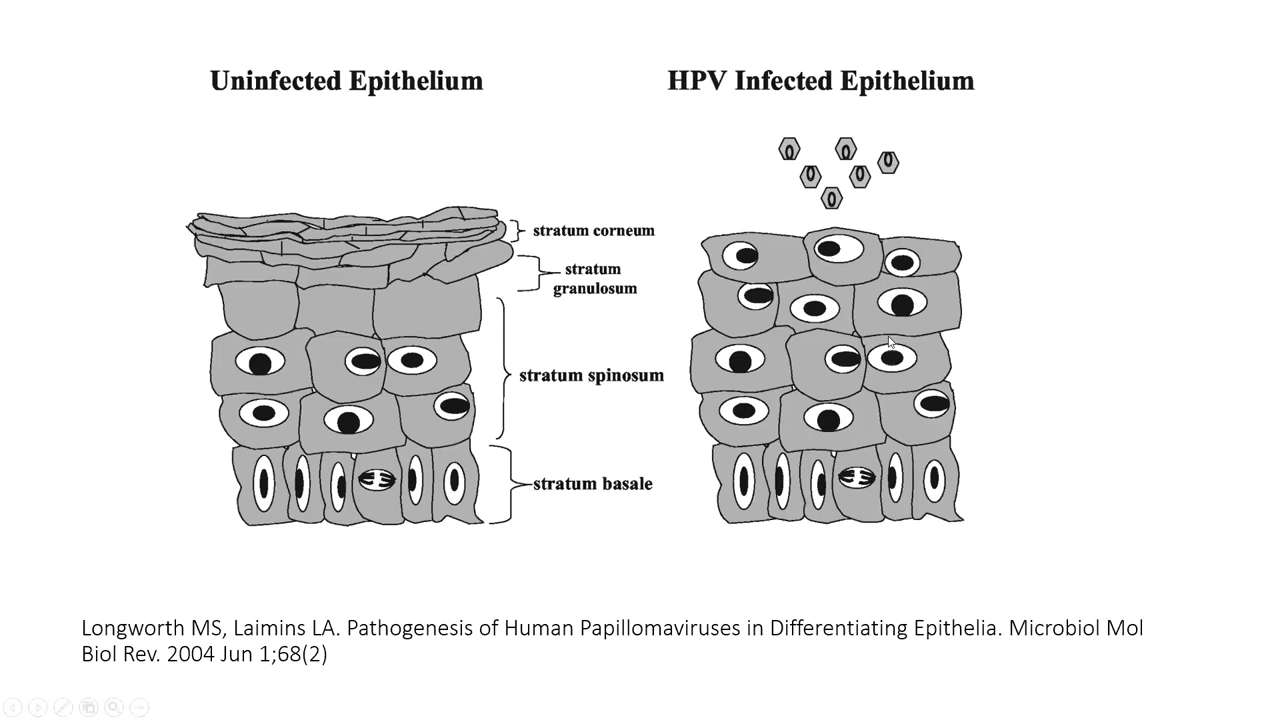 Uninfected Epithelium
HPV Infected Epithelium
stratum corneum
stratum
granulosum
stratum spinosum
stratum basale
Longworth MS, Laimins LA. Pathogenesis of Human Papillomaviruses in Differentiating Epithelia. Microbiol Mol
Biol Rev. 2004 Jun 1;68(2)